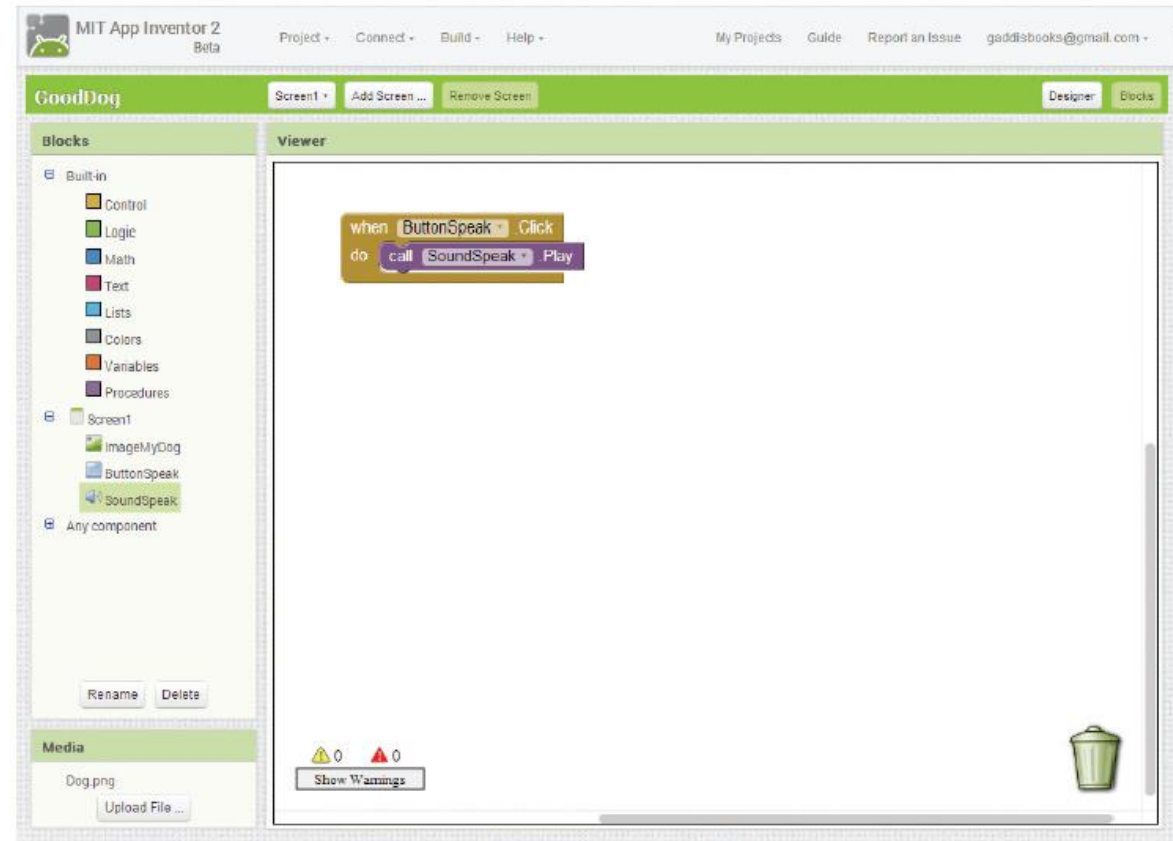 MIT App Inventor 2
Beta
Project Connect Build Help My Projects Guide Report an Issue gaddisbooks@gmail.com
GoodDog Screen1 Add Screen ... Remove Screen Designer Blocks
Blocks
Viewer
Built-in
Control
Logic
Math
Text
Lists
Colors
Variables
Procedures
Screen1
ImageMyDog
ButtonSpeak
SoundSpeak
Any component
Rename Delete
Media
Dog.png
Upload File ...
when ButtonSpeak .Click
do call SoundSpeak .Play
0 0
Show Warnings